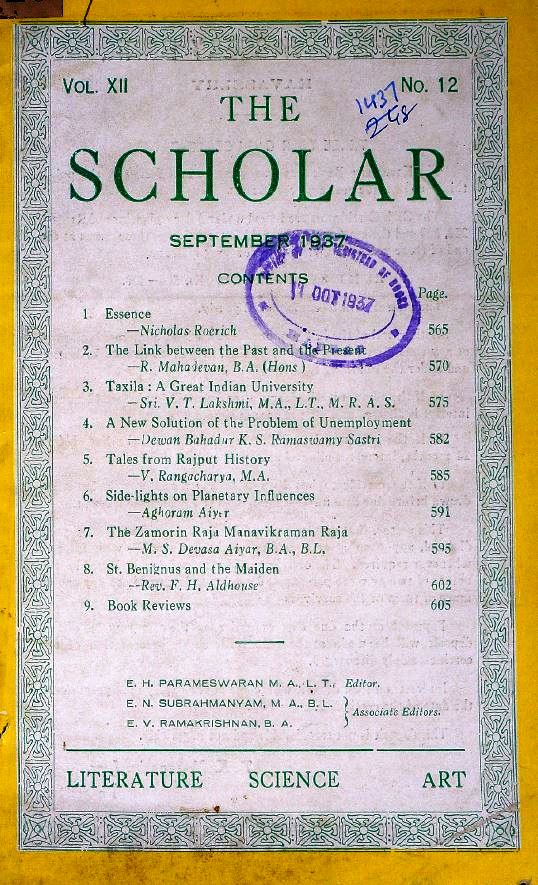 VOL. XII No. 12
1437
248
THE
SCHOLAR
SEPTEMBER 1937
REGISTRAR OF BOOKS
11 OCT 1937
CONTENTS
Page.
1 Essence
—Nicholas Roerich 565
2. The Link between the Past and the Present
—R. Mahadevan, B.A. (Hons) 570
3. Taxila : A Great Indian University
—Sri. V. T. Lakshmi, M.A., L.T., M. R. A. S. 575
4. A New Solution of the Problem of Unemployment
—Dewan Bahadur K. S. Ramaswamy Sastri 582
5. Tales from Rajput History
—V. Rangacharya, M.A. 585
6. Side-lights on Planetary Influences
—Aghoram Aiyer 591
7. The Zamorin Raja Manavikraman Raja
—M. S. Devasa Aiyar, B.A., B.L. 595
8. St. Benignus and the Maiden
—Rev. F. H. Aldhouse 602
9. Book Reviews 605
E. H. PARAMESWARAN M. A., L. T., Editor.
E. N. SUBRAHMANYAM, M. A., B. L.
Associate Editors.
E. V. RAMAKRISHNAN, B. A.
LITERATURE SCIENCE ART